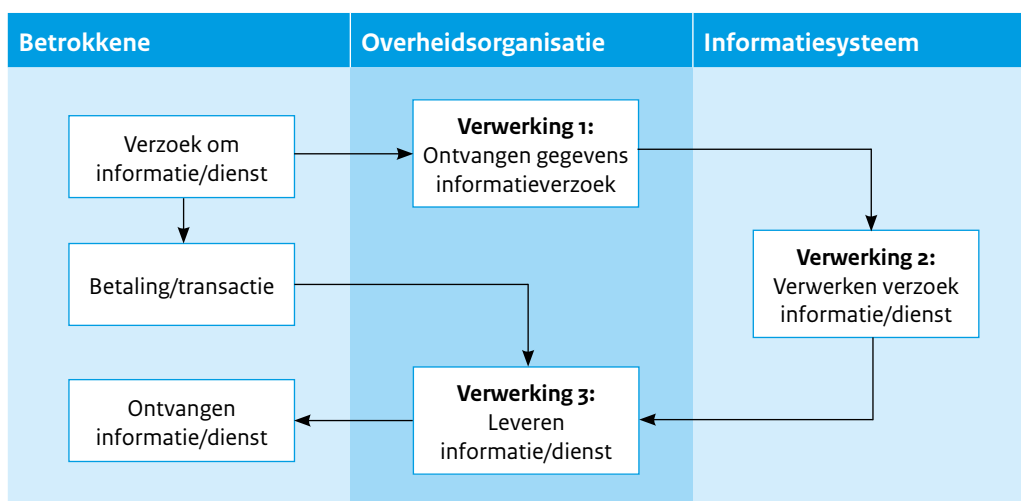 Betrokkene
Overheidsorganisatie
Informatiesysteem
Verzoek om
informatie/dienst
Verwerking 1:
Ontvangen gegevens
informatieverzoek
Betaling/transactie
Verwerking 2:
Verwerken verzoek
informatie/dienst
Ontvangen
informatie/dienst
Verwerking 3:
Leveren
informatie/dienst